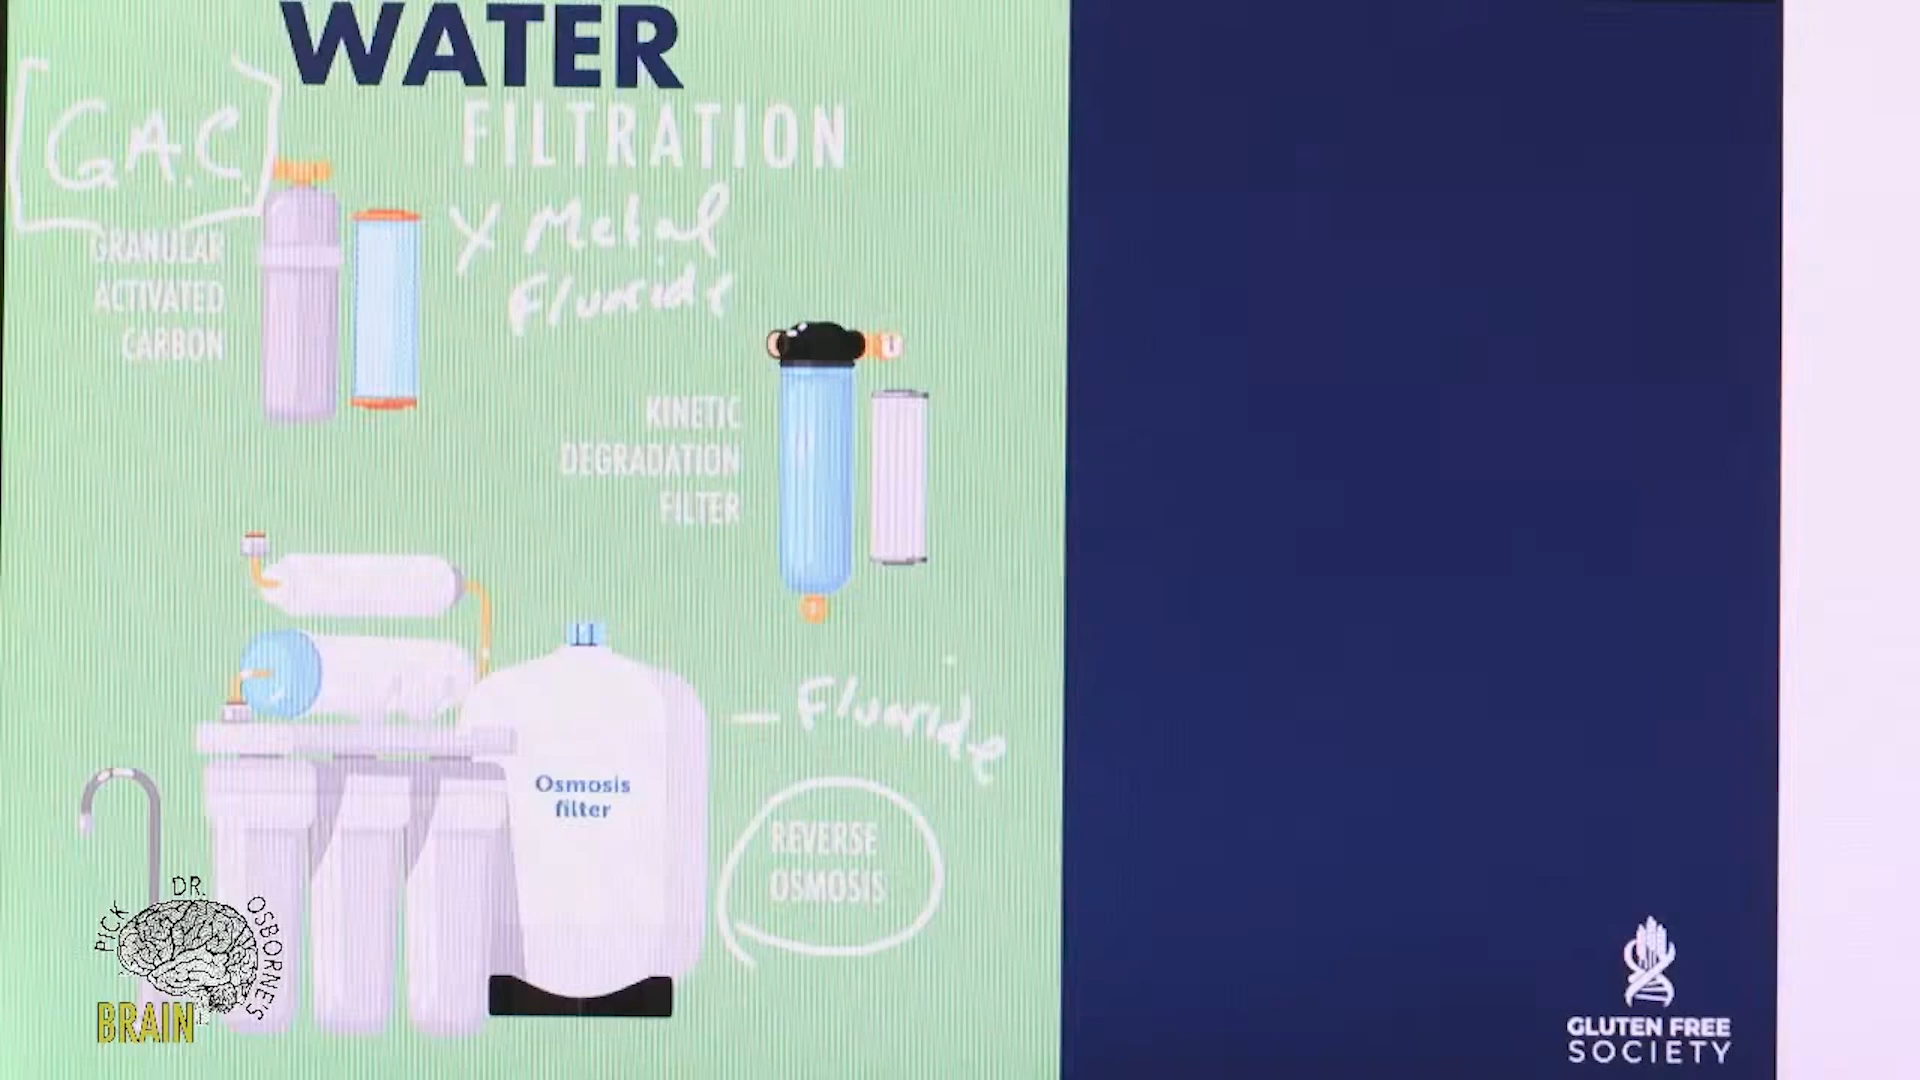 WATER
FILTRATION
G.A.C.
GRANULAR
ACTIVATED
CARBON
X Metal
Fluoride
KINETIC
DEGRADATION
FILTER
Osmosis
filter
— Fluoride
REVERSE
OSMOSIS
PICK DR. OSBORNE'S
BRAIN
GLUTEN FREE
SOCIETY